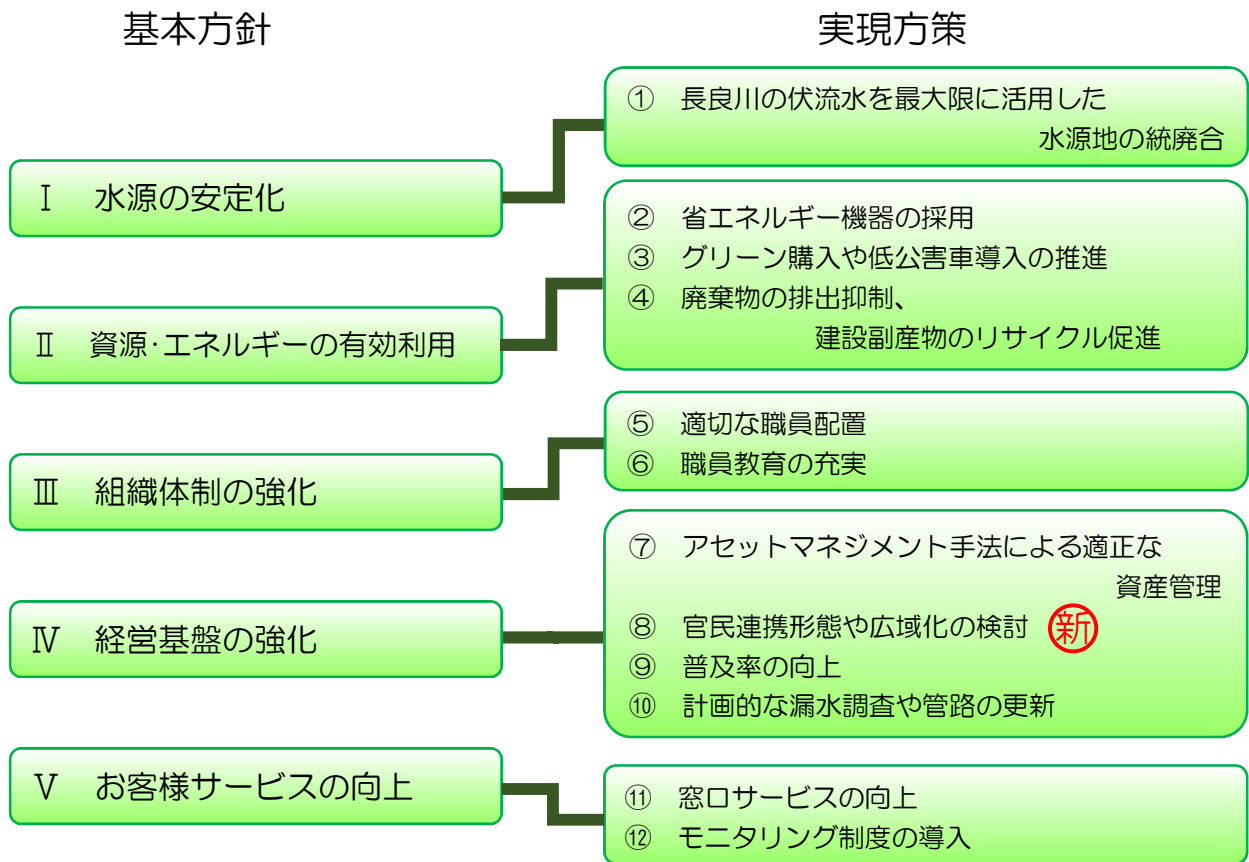 基本方針
実現方策
Ⅰ 水源の安定化
① 長良川の伏流水を最大限に活用した
水源地の統廃合
Ⅱ 資源・エネルギーの有効利用
② 省エネルギー機器の採用
③ グリーン購入や低公害車導入の推進
④ 廃棄物の排出抑制、
建設副産物のリサイクル促進
Ⅲ 組織体制の強化
⑤ 適切な職員配置
⑥ 職員教育の充実
Ⅳ 経営基盤の強化
⑦ アセットマネジメント手法による適正な
資産管理
⑧ 官民連携形態や広域化の検討 新
⑨ 普及率の向上
⑩ 計画的な漏水調査や管路の更新
Ⅴ お客様サービスの向上
⑪ 窓口サービスの向上
⑫ モニタリング制度の導入